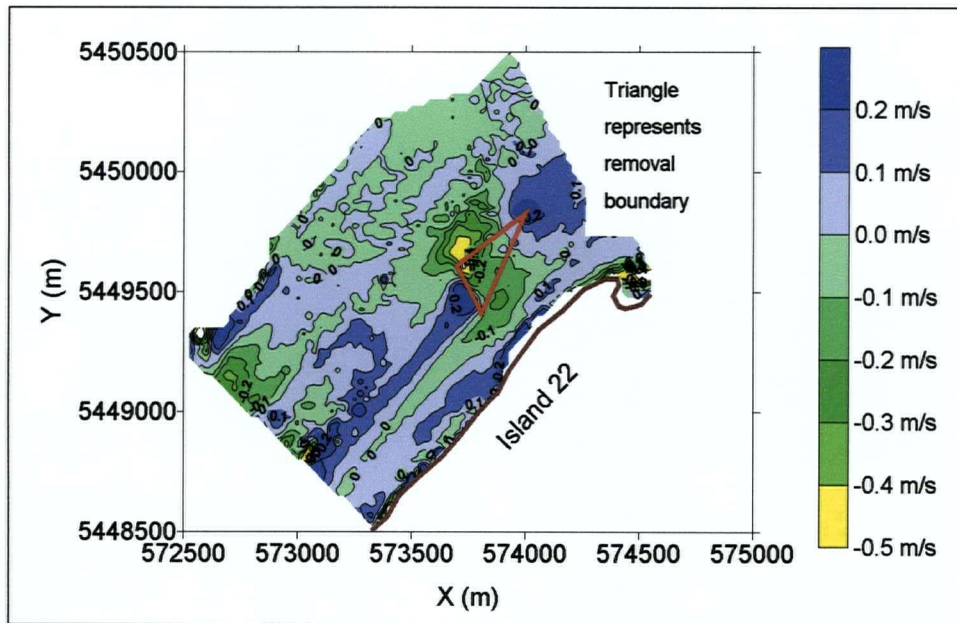 5450500
5450000
5449500
5449000
5448500
Y (m)
572500 573000 573500 574000 574500 575000
X (m)
Triangle
represents
removal
boundary
Island 22
0.2 m/s
0.1 m/s
0.0 m/s
-0.1 m/s
-0.2 m/s
-0.3 m/s
-0.4 m/s
-0.5 m/s